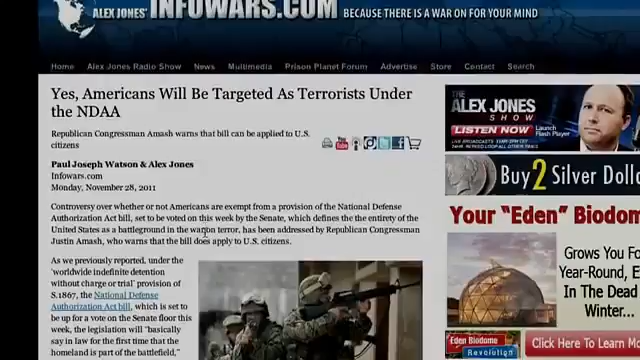 ALEX JONES' INFOWARS.COM BECAUSE THERE IS A WAR ON FOR YOUR MIND
Home Alex Jones Radio Show News Multimedia Prison Planet Forum Advertise Store Contact Search
Yes, Americans Will Be Targeted As Terrorists Under
the NDAA
Republican Congressman Amash warns that bill can be applied to U.S.
citizens
Paul Joseph Watson & Alex Jones
Infowars.com
Monday, November 28, 2011
Controversy over whether or not Americans are exempt from a provision of the National Defense
Authorization Act bill, set to be voted on this week by the Senate, which defines the the entirety of the
United States as a battleground in the war on terror, has been addressed by Republican Congressman
Justin Amash, who warns that the bill does apply to U.S. citizens.
As we previously reported, under the
'worldwide indefinite detention
without charge or trial' provision of
S.1867, the National Defense
Authorization Act bill, which is set to
be up for a vote on the Senate floor this
week, the legislation will "basically
say in law for the first time that the
homeland is part of the battlefield,"
THE
ALEX JONES
SHOW
LISTEN NOW
Launch
Flash Player
Buy 2 Silver Dolla
Your "Eden" Biodome
Grows You Fo
Year-Round, E
In The Dead
Winter
Eden Biodome
Revolution
Click Here To Learn Mo